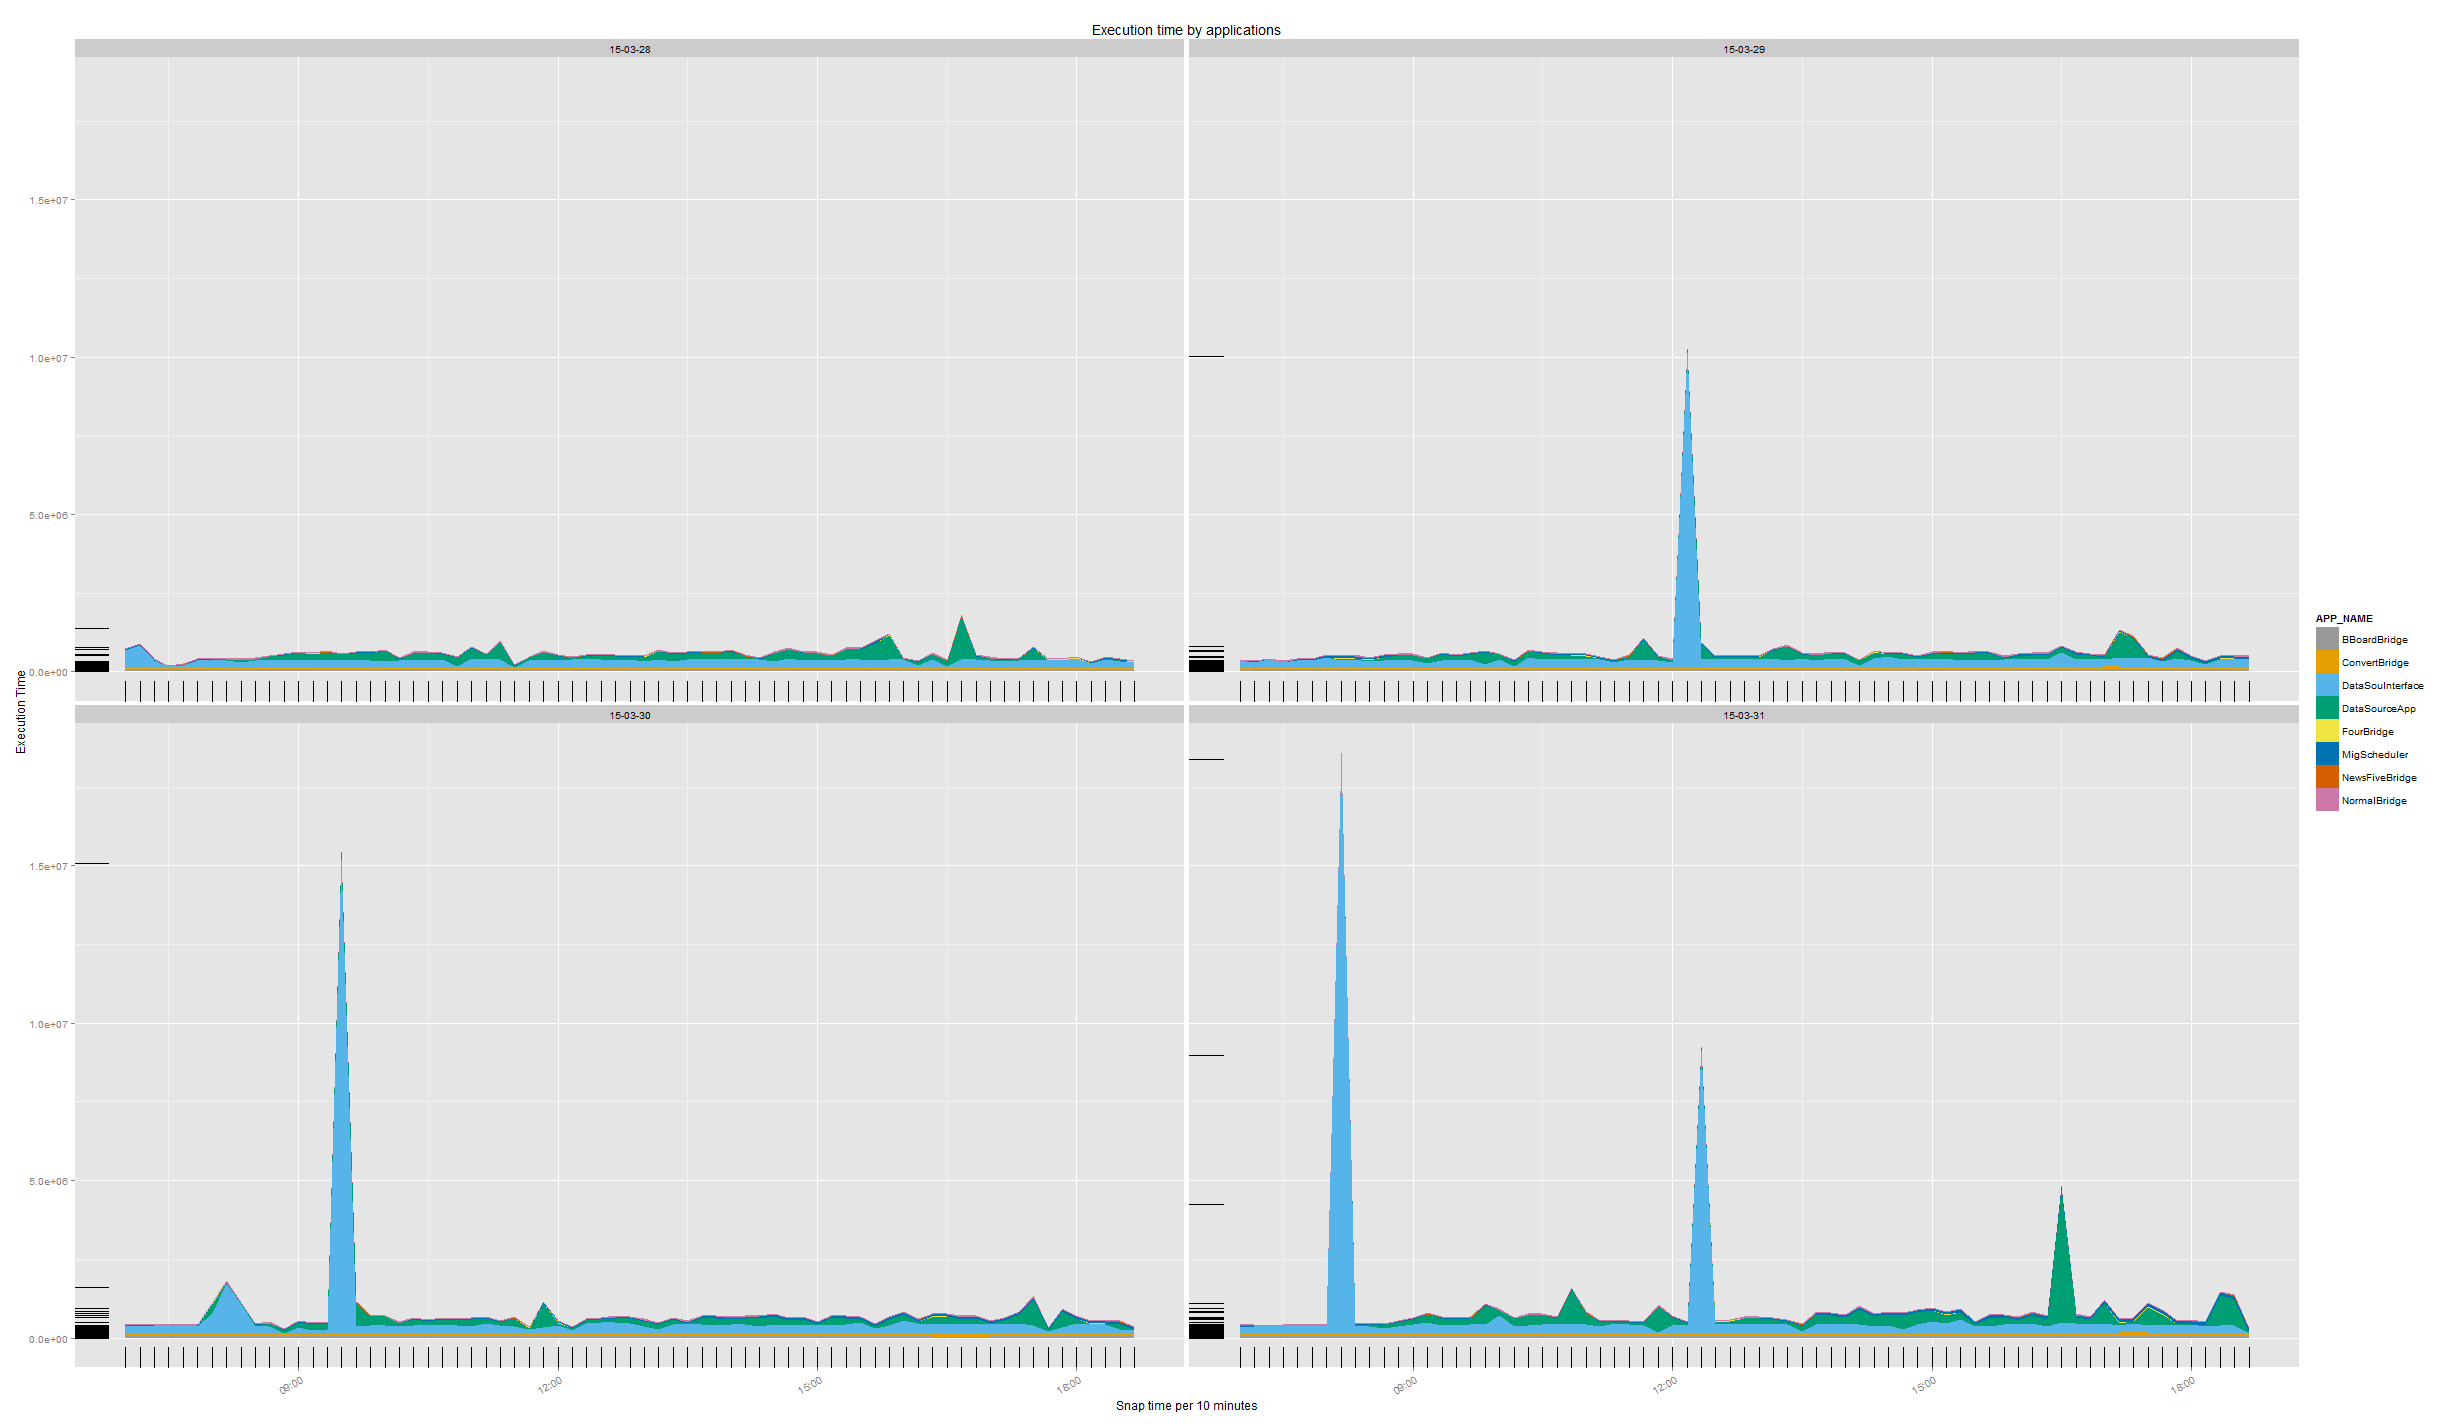 Execution time by applications
15-03-28
15-03-29
1.5e+07
1.0e+07
5.0e+06
0.0e+00
15-03-30
15-03-31
1.5e+07
1.0e+07
5.0e+06
0.0e+00
09:00
12:00
15:00
18:00
09:00
12:00
15:00
18:00
Snap time per 10 minutes
Execution Time
APP_NAME
BBoardBridge
ConvertBridge
DataSouInterface
DataSourceApp
FourBridge
MigScheduler
NewsFiveBridge
NormalBridge